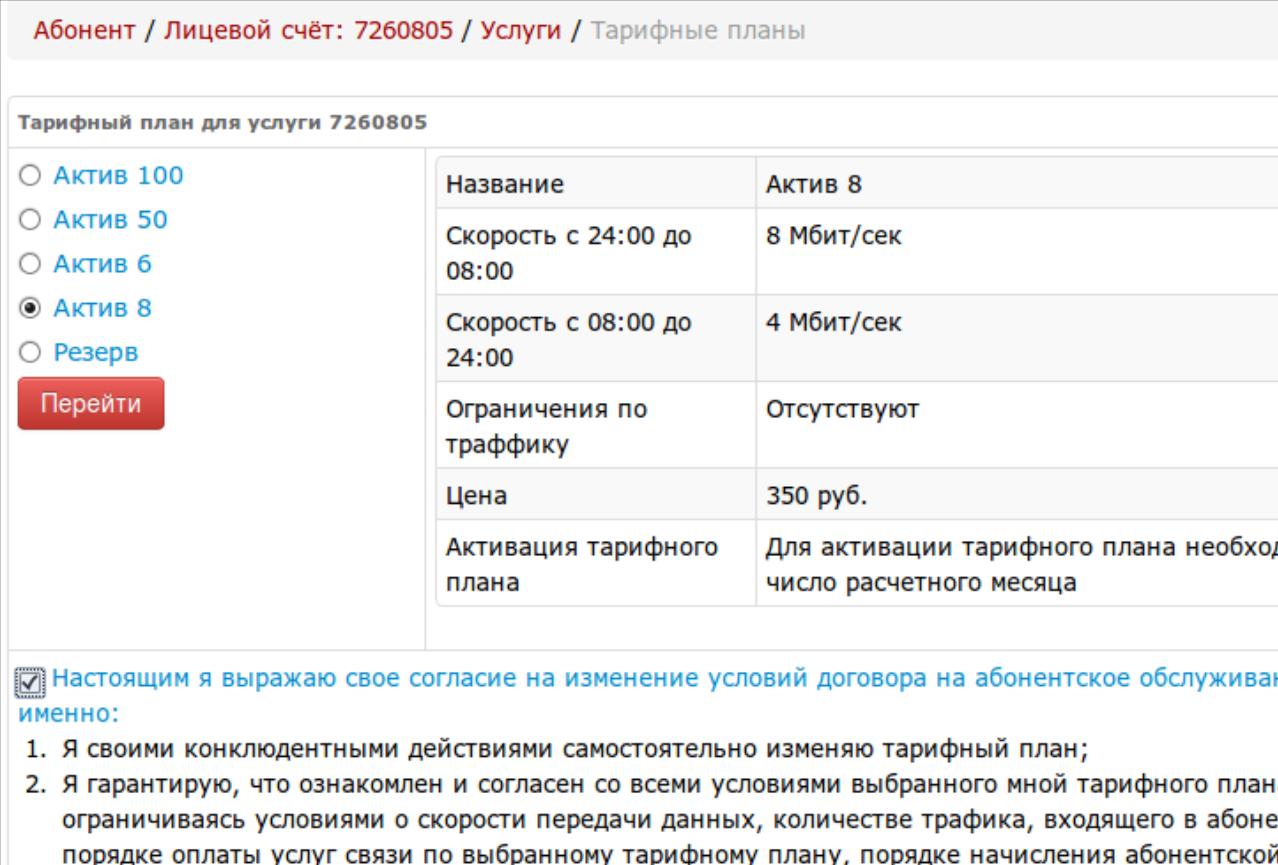 Абонент / Лицевой счёт: 7260805 / Услуги / Тарифные планы
Тарифный план для услуги 7260805
Актив 100
Актив 50
Актив 6
Актив 8
Резерв
Перейти
Название Актив 8
Скорость с 24:00 до 8 Мбит/сек
08:00
Скорость с 08:00 до 4 Мбит/сек
24:00
Ограничения по Отсутствуют
траффику
Цена 350 руб.
Активация тарифного Для активации тарифного плана необход
плана число расчетного месяца
Настоящим я выражаю свое согласие на изменение условий договора на абонентское обслуживан
именно:
1. Я своими конклюдентными действиями самостоятельно изменяю тарифный план;
2. Я гарантирую, что ознакомлен и согласен со всеми условиями выбранного мной тарифного план
ограничиваясь условиями о скорости передачи данных, количестве трафика, входящего в абоне
порядке оплаты услуг связи по выбранному тарифному плану, порядке начисления абонентской